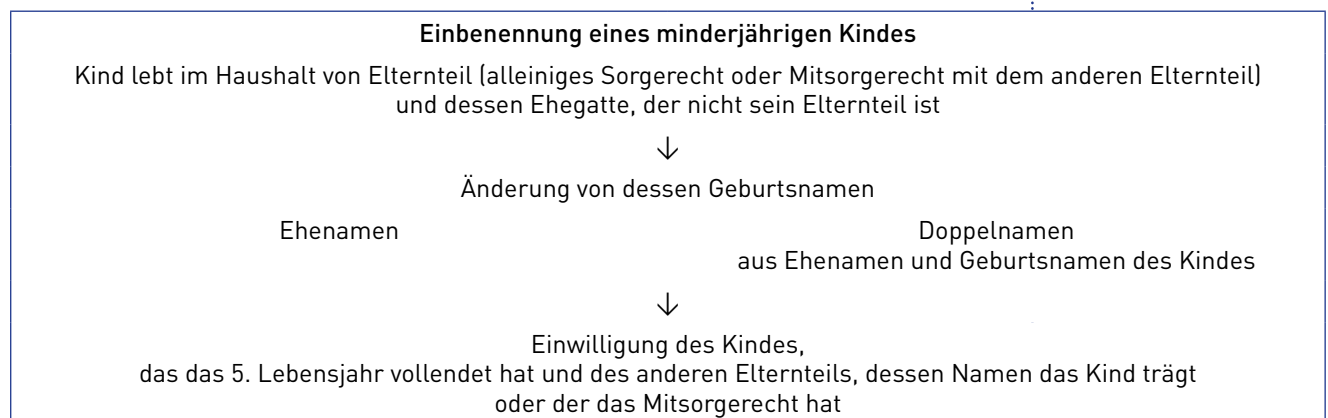 Einbenennung eines minderjährigen Kindes
Kind lebt im Haushalt von Elternteil (alleiniges Sorgerecht oder Mitsorgerecht mit dem anderen Elternteil)
und dessen Ehegatte, der nicht sein Elternteil ist
↓
Änderung von dessen Geburtsnamen
Ehenamen
Doppelnamen
aus Ehenamen und Geburtsnamen des Kindes
↓
Einwilligung des Kindes,
das das 5. Lebensjahr vollendet hat und des anderen Elternteils, dessen Namen das Kind trägt
oder der das Mitsorgerecht hat